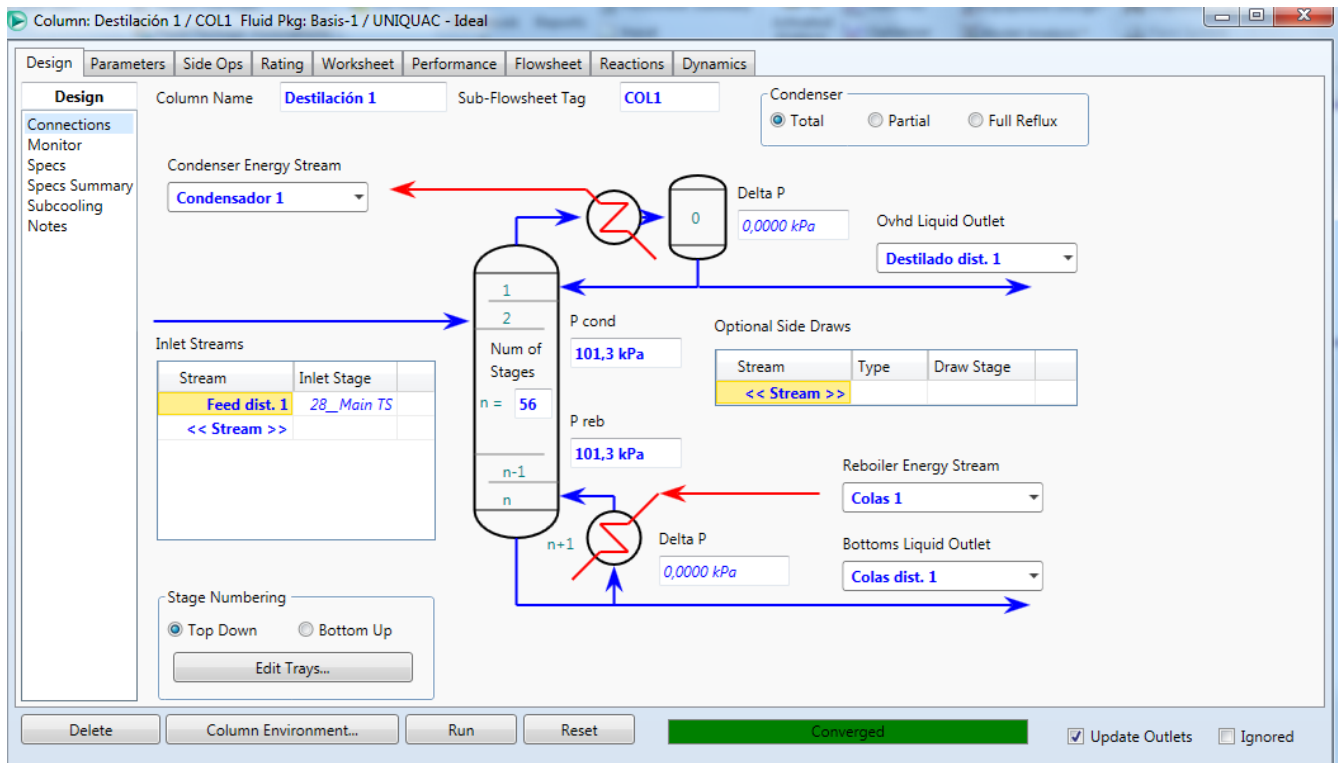 Column: Destilación 1 / COL1 Fluid Pkg: Basis-1 / UNIQUAC - Ideal
Design Parameters Side Ops Rating Worksheet Performance Flowsheet Reactions Dynamics
Design
Connections
Monitor
Specs
Specs Summary
Subcooling
Notes
Column Name Destilación 1 Sub-Flowsheet Tag COL1
Condenser
Total Partial Full Reflux
Condenser Energy Stream
Condensador 1
0
Delta P
0,0000 kPa
Ovhd Liquid Outlet
Destilado dist. 1
Inlet Streams
Stream Inlet Stage
Feed dist. 1 28__Main TS
<< Stream >>
1
2
Num of
Stages
n = 56
n-1
n
n+1
P cond
101,3 kPa
P reb
101,3 kPa
Optional Side Draws
Stream Type Draw Stage
<< Stream >>
Reboiler Energy Stream
Colas 1
Delta P
0,0000 kPa
Bottoms Liquid Outlet
Colas dist. 1
Stage Numbering
Top Down Bottom Up
Edit Trays...
Delete Column Environment... Run Reset Converged Update Outlets Ignored